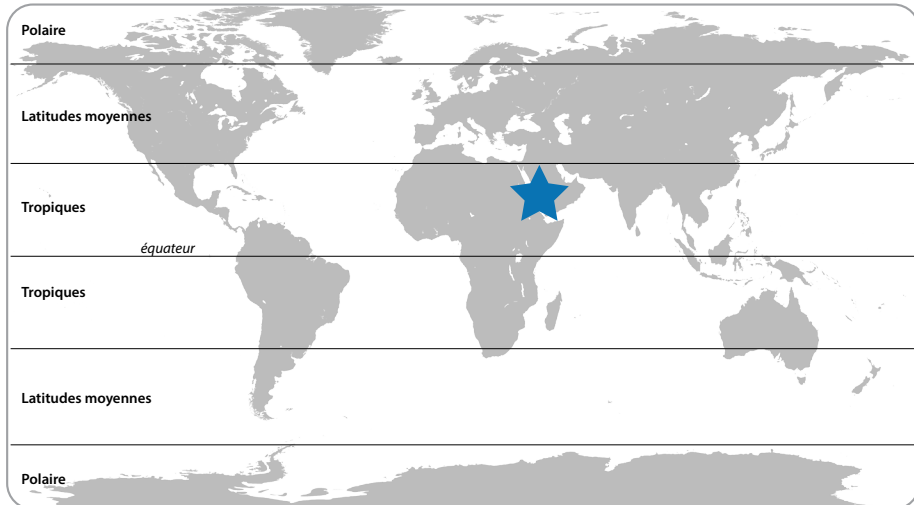 Polaire
Latitudes moyennes
Tropiques
équateur
Tropiques
Latitudes moyennes
Polaire